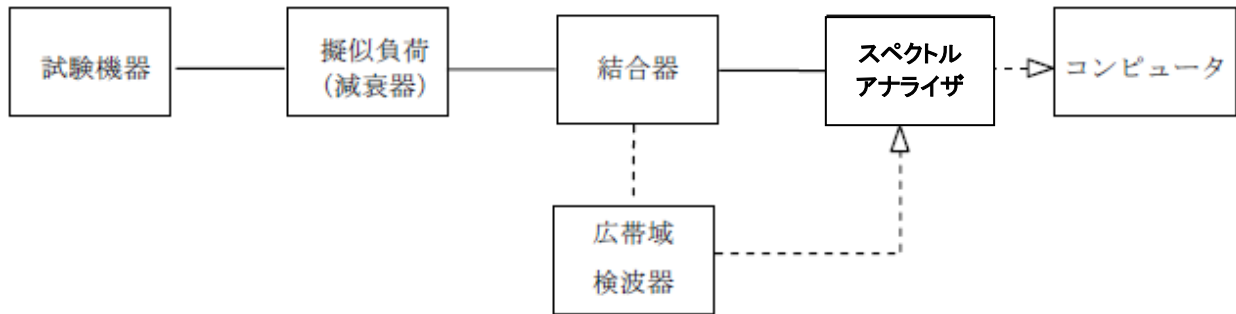 試験機器
擬似負荷
(減衰器)
結合器
スペクトル
アナライザ
コンピュータ
広帯域
検波器